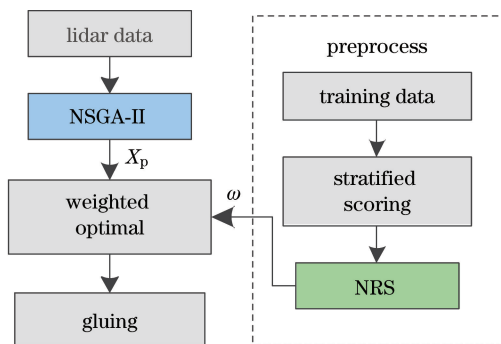 lidar data
NSGA-II
Xp
weighted
optimal
gluing
ω
preprocess
training data
stratified
scoring
NRS